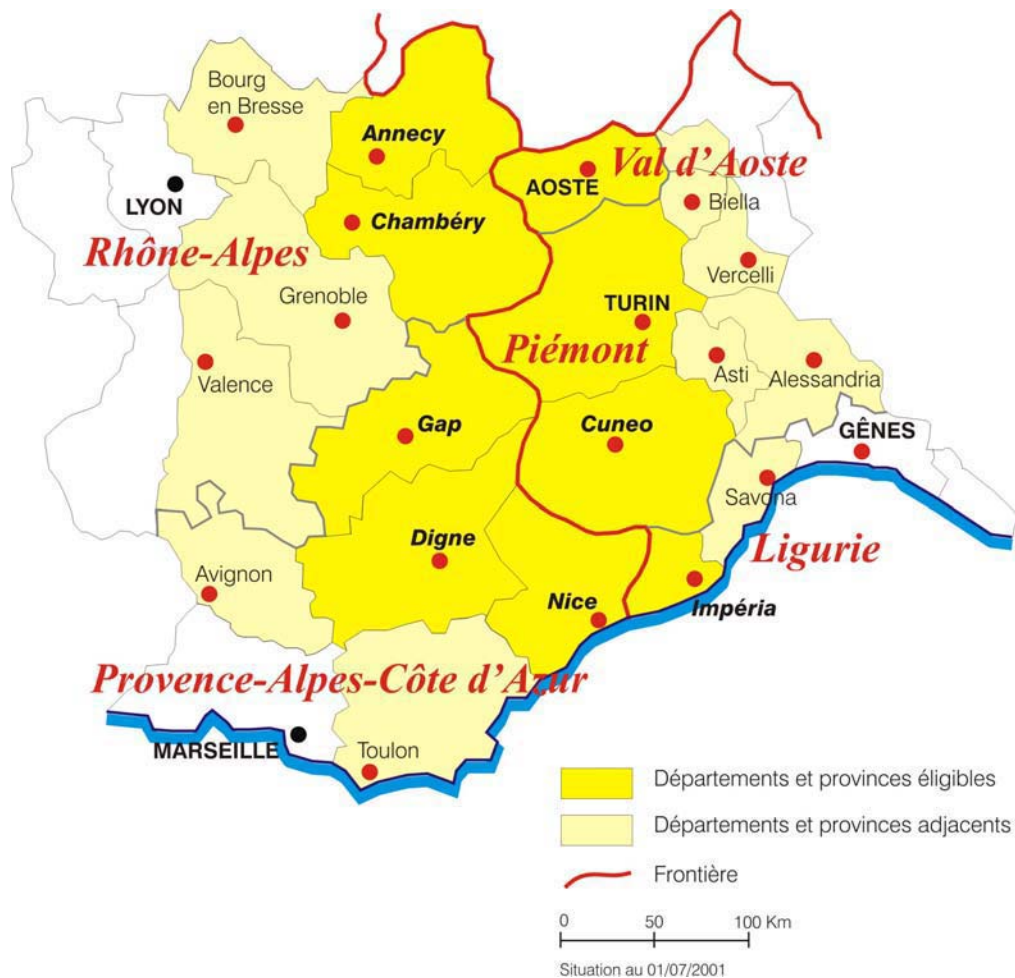 Bourg
en Bresse
Annecy
Val d'Aoste
AOSTE
LYON
Biella
Chambéry
Rhône-Alpes
Vercelli
Grenoble
TURIN
Piémont
Valence
Asti
Alessandria
Gap
Cuneo
GÊNES
Savona
Digne
Ligurie
Avignon
Nice
Impéria
Provence-Alpes-Côte d'Azur
MARSEILLE
Toulon
Départements et provinces éligibles
Départements et provinces adjacents
Frontière
0 50 100 Km
Situation au 01/07/2001